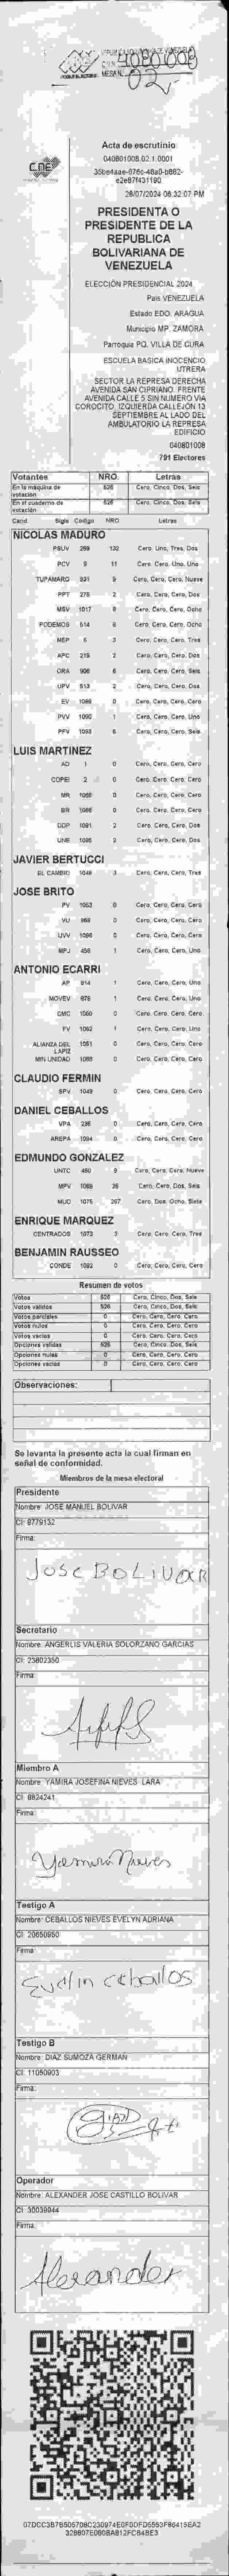 040801008
MESA
02
CNE
Acta de escrutinio
040801008.02.1.0001
28/07/2024 06:32:07 PM
PRESIDENTA O
PRESIDENTE DE LA
REPUBLICA
BOLIVARIANA DE
VENEZUELA
ELECCIÓN PRESIDENCIAL 2024
País VENEZUELA
Estado EDO. ARAGUA
Municipio MP. ZAMORA
Parroquia PQ. VILLA DE CURA
ESCUELA BASICA INOCENCIO
UTRERA
SECTOR LA REPRESA DERECHA
AVENIDA SAN CIPRIANO. FRENTE
AVENIDA CALLE 5 SIN NUMERO VIA
COROCITO. IZQUIERDA CALLEJON 13
SEPTIEMBRE AL LADO DEL
AMBULATORIO LA REPRESA
EDIFICIO
040801008
791 Electores
Votantes NRO. Letras
En la máquina de votación 526 Cero, Cinco, Dos, Seis
En el cuaderno de votación 526 Cero, Cinco, Dos, Seis
Cand. Sigla Código NRO Letras
NICOLAS MADURO
PSUV 269 132 Cero, Uno, Tres, Dos
PCV 9 11 Cero, Cero, Uno, Uno
TUPAMARO 331 9 Cero, Cero, Cero, Nueve
PPT 275 2 Cero, Cero, Cero, Dos
MSV 1017 8 Cero, Cero, Cero, Ocho
PODEMOS 514 8 Cero, Cero, Cero, Ocho
MEP 6 3 Cero, Cero, Cero, Tres
APC 215 2 Cero, Cero, Cero, Dos
ORA 906 6 Cero, Cero, Cero, Seis
UPV 513 2 Cero, Cero, Cero, Dos
EV 1089 0 Cero, Cero, Cero, Cero
PVV 1090 1 Cero, Cero, Cero, Uno
PFV 1093 6 Cero, Cero, Cero, Seis
LUIS MARTINEZ
AD 1 0 Cero, Cero, Cero, Cero
COPEI 2 0 Cero, Cero, Cero, Cero
MR 1065 0 Cero, Cero, Cero, Cero
BR 1066 0 Cero, Cero, Cero, Cero
DDP 1091 2 Cero, Cero, Cero, Dos
UNE 1095 2 Cero, Cero, Cero, Dos
JAVIER BERTUCCI
EL CAMBIO 1048 3 Cero, Cero, Cero, Tres
JOSE BRITO
PV 1053 0 Cero, Cero, Cero, Cero
VU 968 0 Cero, Cero, Cero, Cero
UVV 1096 0 Cero, Cero, Cero, Cero
MPJ 456 1 Cero, Cero, Cero, Uno
ANTONIO ECARRI
AP 914 1 Cero, Cero, Cero, Uno
MOVEV 878 1 Cero, Cero, Cero, Uno
CMC 1050 0 Cero, Cero, Cero, Cero
FV 1052 1 Cero, Cero, Cero, Uno
ALIANZA DEL LAPIZ 1051 0 Cero, Cero, Cero, Cero
MIN UNIDAD 1088 0 Cero, Cero, Cero, Cero
CLAUDIO FERMIN
SPV 1049 0 Cero, Cero, Cero, Cero
DANIEL CEBALLOS
VPA 236 0 Cero, Cero, Cero, Cero
AREPA 1094 0 Cero, Cero, Cero, Cero
EDMUNDO GONZALEZ
UNTC 460 9 Cero, Cero, Cero, Nueve
MPV 1069 26 Cero, Cero, Dos, Seis
MUD 1075 287 Cero, Dos, Ocho, Siete
ENRIQUE MARQUEZ
CENTRADOS 1073 3 Cero, Cero, Cero, Tres
BENJAMIN RAUSSEO
CONDE 1092 0 Cero, Cero, Cero, Cero
Resumen de votos
Votos 526 Cero, Cinco, Dos, Seis
Votos validos 526 Cero, Cinco, Dos, Seis
Votos parciales 0 Cero, Cero, Cero, Cero
Votos nulos 0 Cero, Cero, Cero, Cero
Votos vacios 0 Cero, Cero, Cero, Cero
Opciones validas 526 Cero, Cinco, Dos, Seis
Opciones nulas 0 Cero, Cero, Cero, Cero
Opciones vacias 0 Cero, Cero, Cero, Cero
Observaciones:
Se levanta la presente acta la cual firman en
señal de conformidad.
Miembros de la mesa electoral
Presidente
Nombre: JOSE MANUEL BOLIVAR
CI: 8779132
Firma:
JOSE BOLIVAR
Secretario
Nombre: ANGERLIS VALERIA SOLORZANO GARCIAS
CI: 23802350
Firma:
Miembro A
Nombre: YAMIRA JOSEFINA NIEVES LARA
CI: 8824241
Firma:
Yamira Nieves
Testigo A
Nombre: CEBALLOS NIEVES EVELYN ADRIANA
CI: 20650950
Firma:
Evelin ceballos
Testigo B
Nombre: DIAZ SUMOZA GERMAN
CI: 11050903
Firma:
Operador
Nombre: ALEXANDER JOSE CASTILLO BOLIVAR
CI: 30039944
Firma:
Alexander